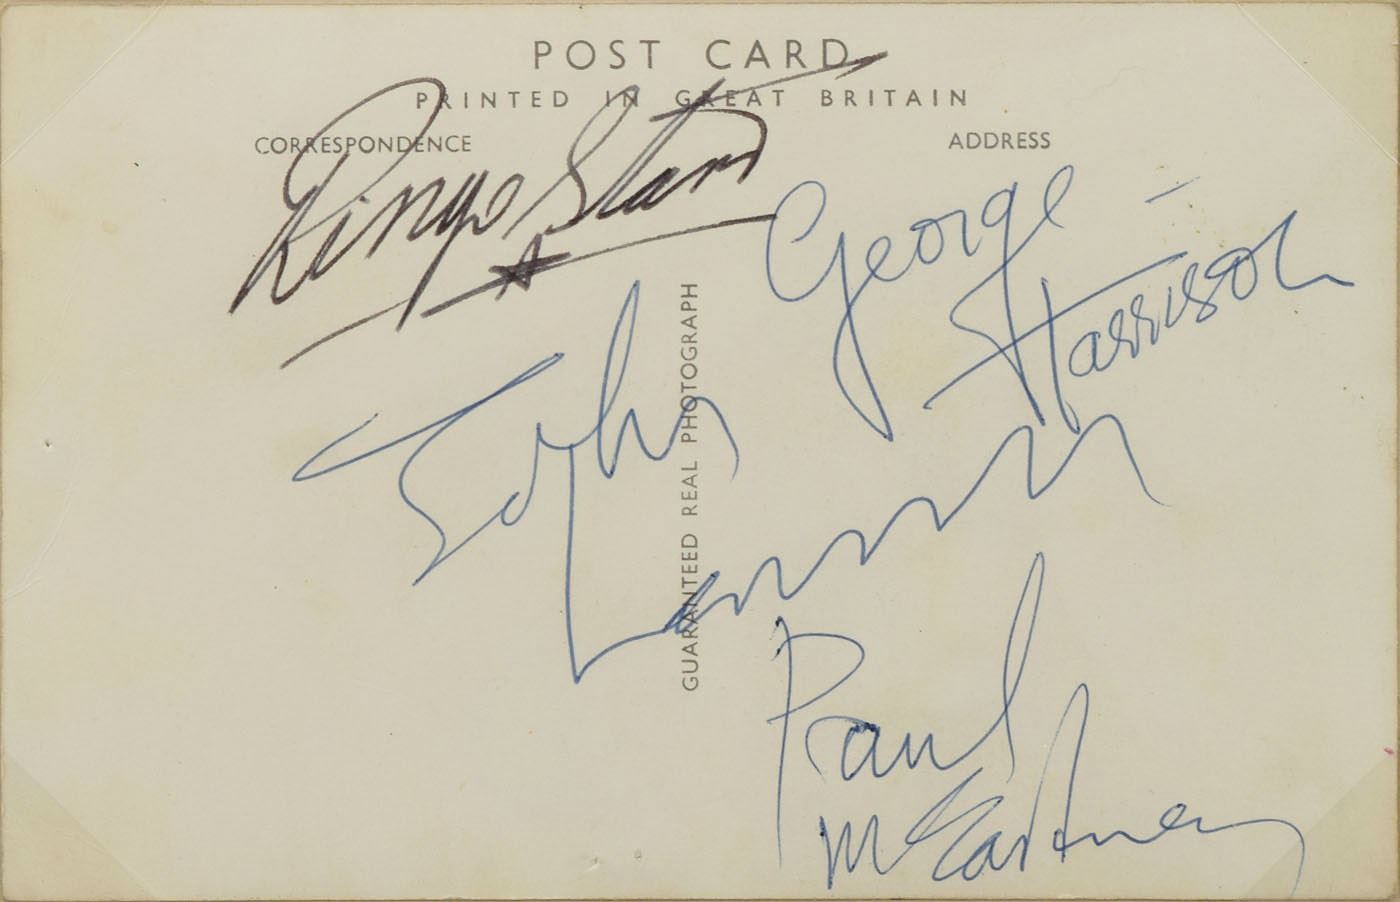 POST CARD
PRINTED IN GREAT BRITAIN
CORRESPONDENCE
ADDRESS
Ringo Starr
George
Harrison
GUARANTEED REAL PHOTOGRAPH
John
Lennon
Paul
McCartney